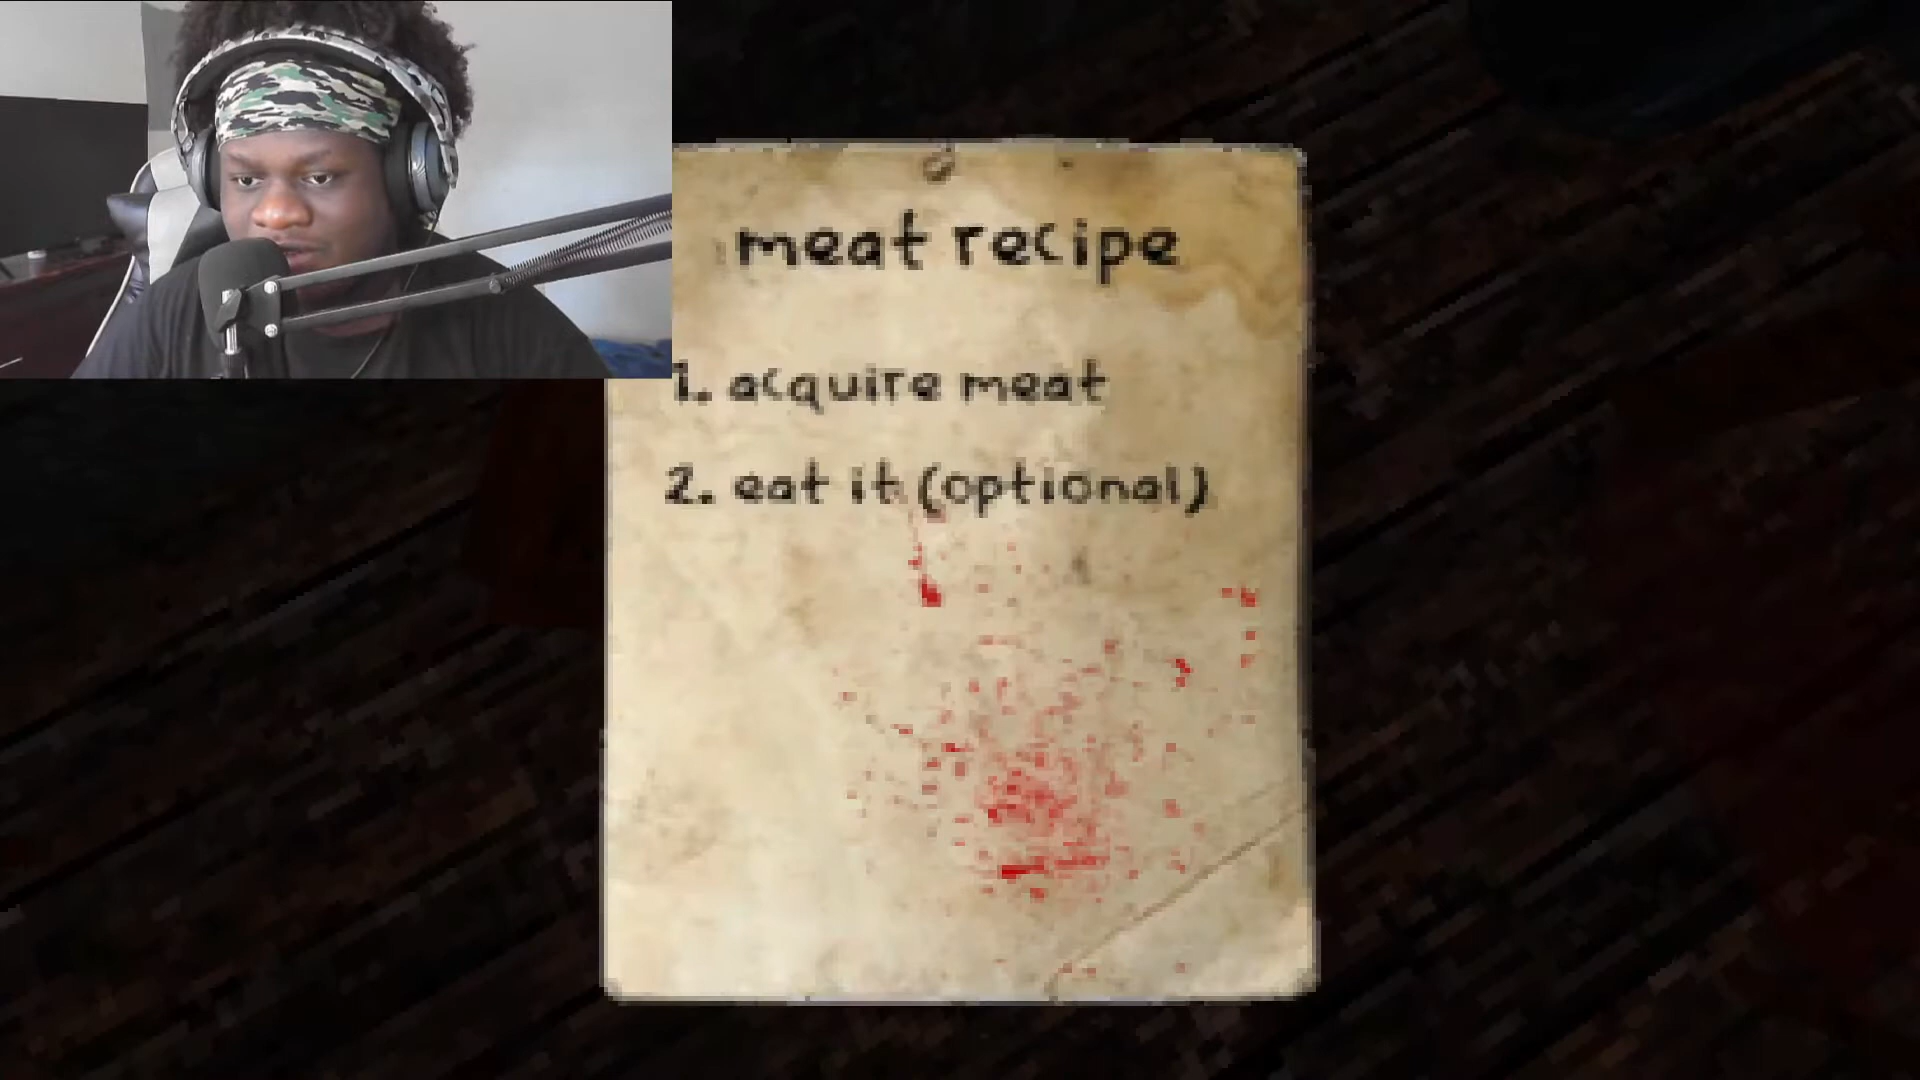 meat recipe
1. acquire meat
2. eat it (optional)